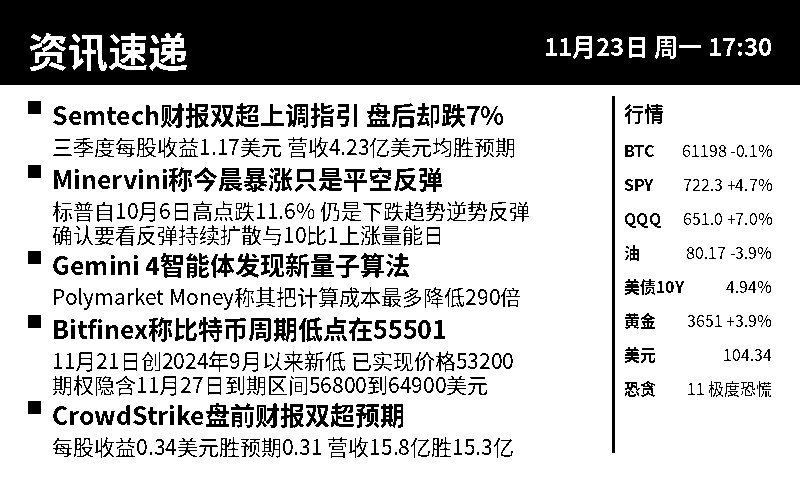 资讯速递
11月23日 周一 17:30
Semtech财报双超上调指引 盘后却跌7%
三季度每股收益1.17美元 营收4.23亿美元均胜预期
Minervini称今晨暴涨只是平空反弹
标普自10月6日高点跌11.6% 仍是下跌趋势逆势反弹
确认要看反弹持续扩散与10比1上涨量能日
Gemini 4智能体发现新量子算法
Polymarket Money称其把计算成本最多降低290倍
Bitfinex称比特币周期低点在55501
11月21日创2024年9月以来新低 已实现价格53200
期权隐含11月27日到期区间56800到64900美元
CrowdStrike盘前财报双超预期
每股收益0.34美元胜预期0.31 营收15.8亿胜15.3亿
行情
BTC 61198 -0.1%
SPY 722.3 +4.7%
QQQ 651.0 +7.0%
油 80.17 -3.9%
美债10Y 4.94%
黄金 3651 +3.9%
美元 104.34
恐贪 11 极度恐慌